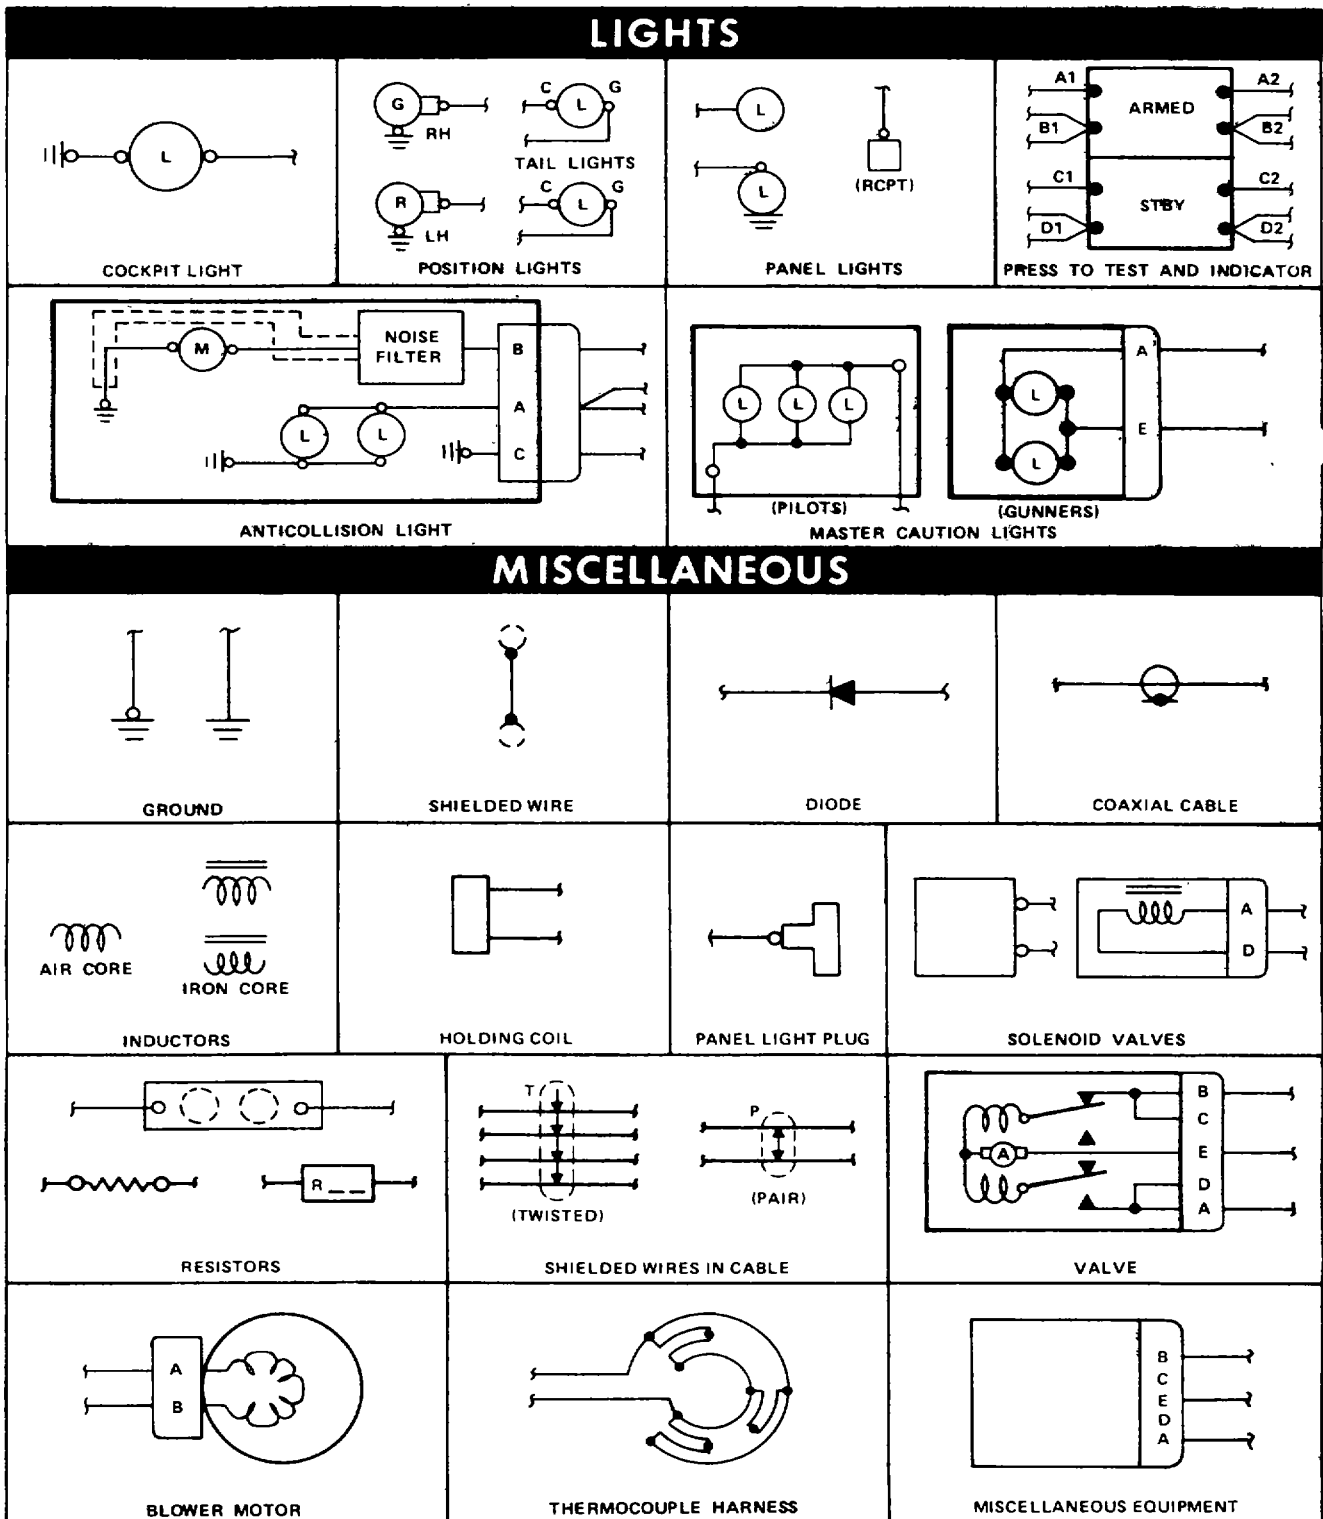 LIGHTS
L
COCKPIT LIGHT
G
RH
C
L
G
TAIL LIGHTS
R
LH
C
L
G
POSITION LIGHTS
L
L
(RCPT)
PANEL LIGHTS
A1
ARMED
A2
B1
B2
C1
STBY
C2
D1
D2
PRESS TO TEST AND INDICATOR
M
NOISE
FILTER
B
L
L
A
C
ANTICOLLISION LIGHT
L
L
L
(PILOTS)
L
L
A
E
(GUNNERS)
MASTER CAUTION LIGHTS
MISCELLANEOUS
GROUND
SHIELDED WIRE
DIODE
COAXIAL CABLE
AIR CORE
IRON CORE
INDUCTORS
HOLDING COIL
PANEL LIGHT PLUG
A
D
SOLENOID VALVES
R _ _
RESISTORS
T
(TWISTED)
P
(PAIR)
SHIELDED WIRES IN CABLE
A
B
C
E
D
A
VALVE
A
B
BLOWER MOTOR
THERMOCOUPLE HARNESS
B
C
E
D
A
MISCELLANEOUS EQUIPMENT